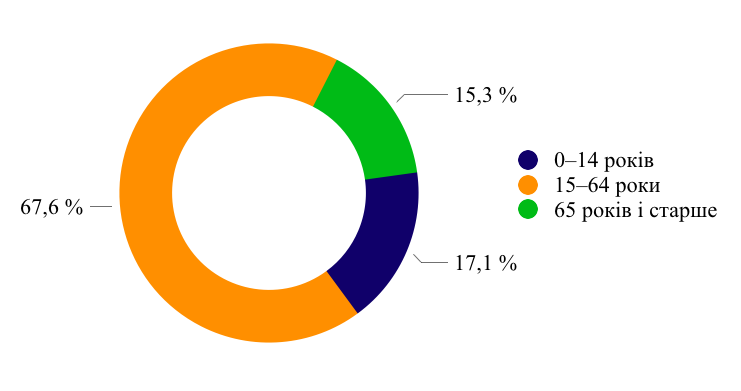 15,3 %
67,6 %
17,1 %
0–14 років
15–64 роки
65 років і старше